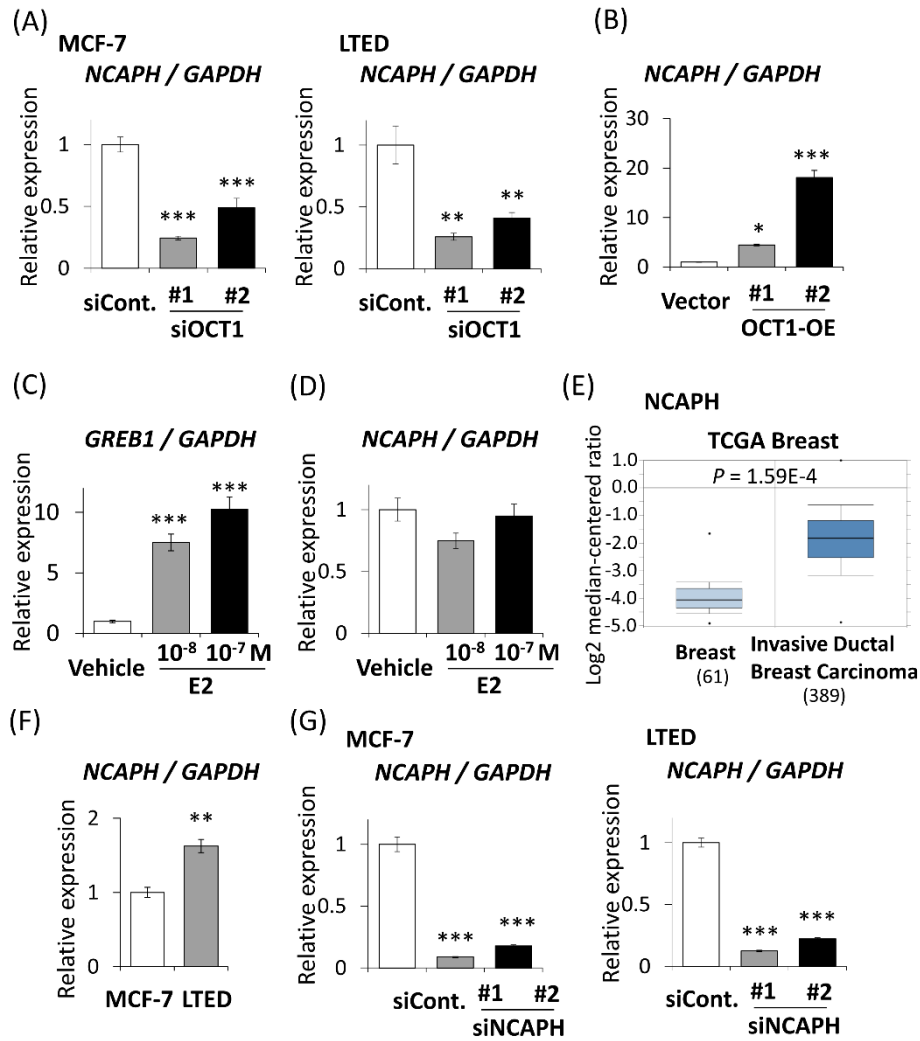 (A)
MCF-7
NCAPH / GAPDH
Relative expression
1
0.5
0
***
***
siCont.
#1
#2
siOCT1
LTED
NCAPH / GAPDH
Relative expression
1
0.5
0
**
**
siCont.
#1
#2
siOCT1
(B)
NCAPH / GAPDH
Relative expression
30
20
10
0
*
***
Vector
#1
#2
OCT1-OE
(C)
GREB1 / GAPDH
Relative expression
10
5
0
***
***
Vehicle
10⁻⁸ 10⁻⁷ M
E2
(D)
NCAPH / GAPDH
Relative expression
1
0.5
0
Vehicle
10⁻⁸ 10⁻⁷ M
E2
(E)
NCAPH
TCGA Breast
P = 1.59E-4
Log2 median-centered ratio
1.0
0.0
-1.0
-2.0
-3.0
-4.0
-5.0
Breast
(61)
Invasive Ductal
Breast Carcinoma
(389)
(F)
NCAPH / GAPDH
Relative expression
2
1
0
**
MCF-7 LTED
(G)
MCF-7
NCAPH / GAPDH
Relative expression
1
0.5
0
***
***
siCont.
#1
#2
siNCAPH
LTED
NCAPH / GAPDH
Relative expression
1
0.5
0
***
***
siCont.
#1
#2
siNCAPH